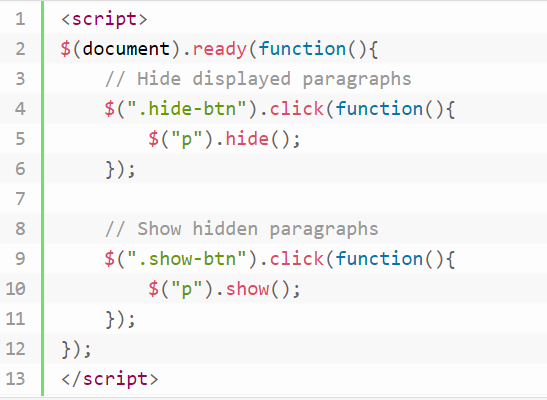 1 <script>
2 $(document).ready(function(){
3     // Hide displayed paragraphs
4     $(".hide-btn").click(function(){
5         $("p").hide();
6     });
7
8     // Show hidden paragraphs
9     $(".show-btn").click(function(){
10         $("p").show();
11     });
12 });
13 </script>